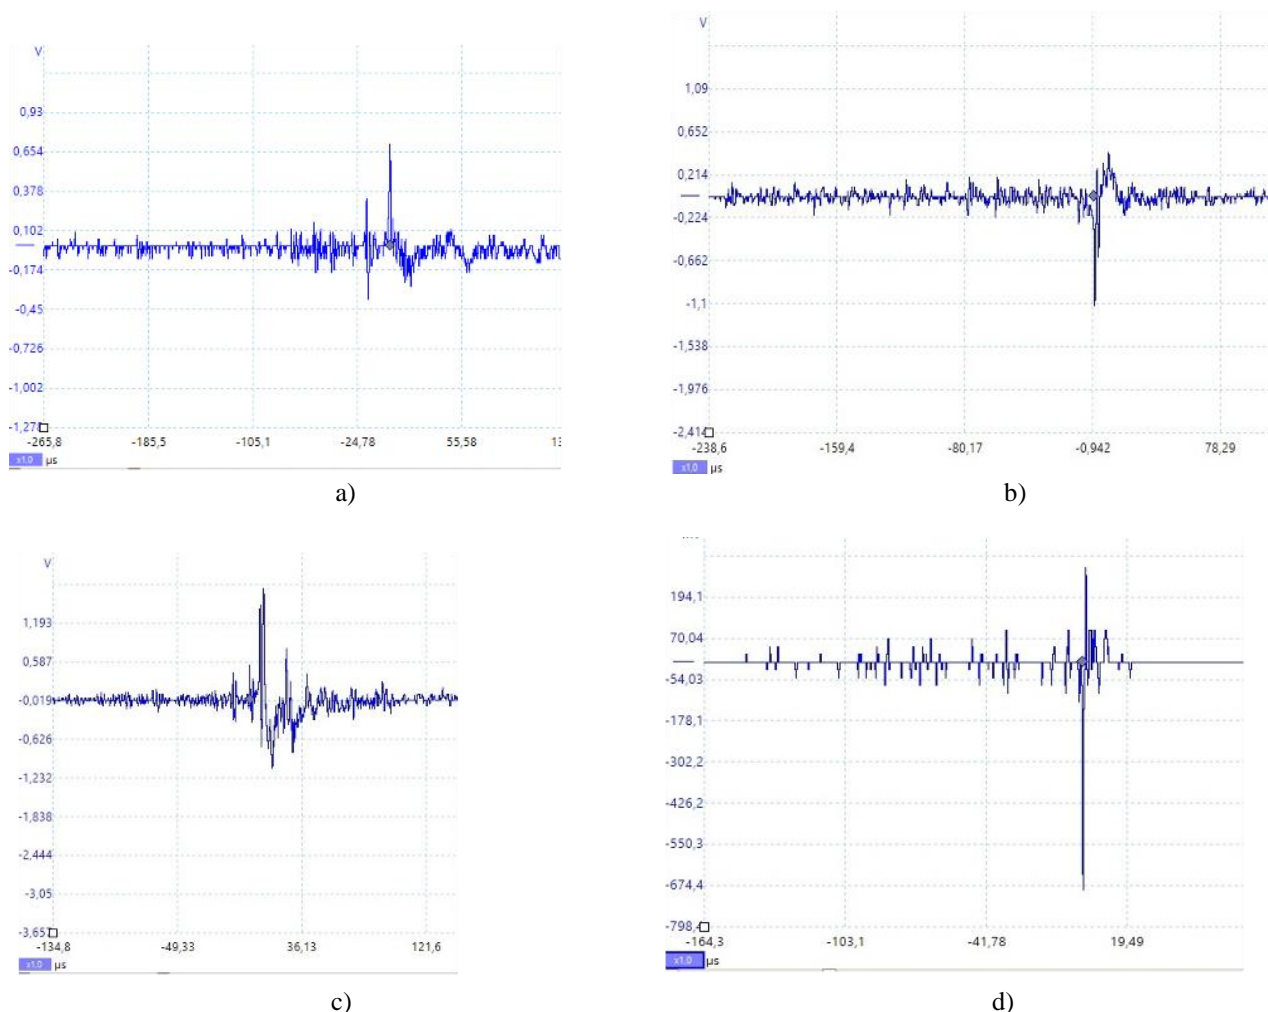 V
0,93
0,654
0,378
0,102
-0,174
-0,45
-0,726
-1,002
-1,278
-265,8 -185,5 -105,1 -24,78 55,58
x1,0 µs
a)
V
1,09
0,652
0,214
-0,224
-0,662
-1,1
-1,538
-1,976
-2,414
-238,6 -159,4 -80,17 -0,942 78,29
x1,0 µs
b)
V
1,193
0,587
-0,019
-0,626
-1,232
-1,838
-2,444
-3,05
-3,657
-134,8 -49,33 36,13 121,6
x1,0 µs
c)
194,1
70,04
-54,03
-178,1
-302,2
-426,2
-550,3
-674,4
-798,4
-164,3 -103,1 -41,78 19,49
x1,0 µs
d)